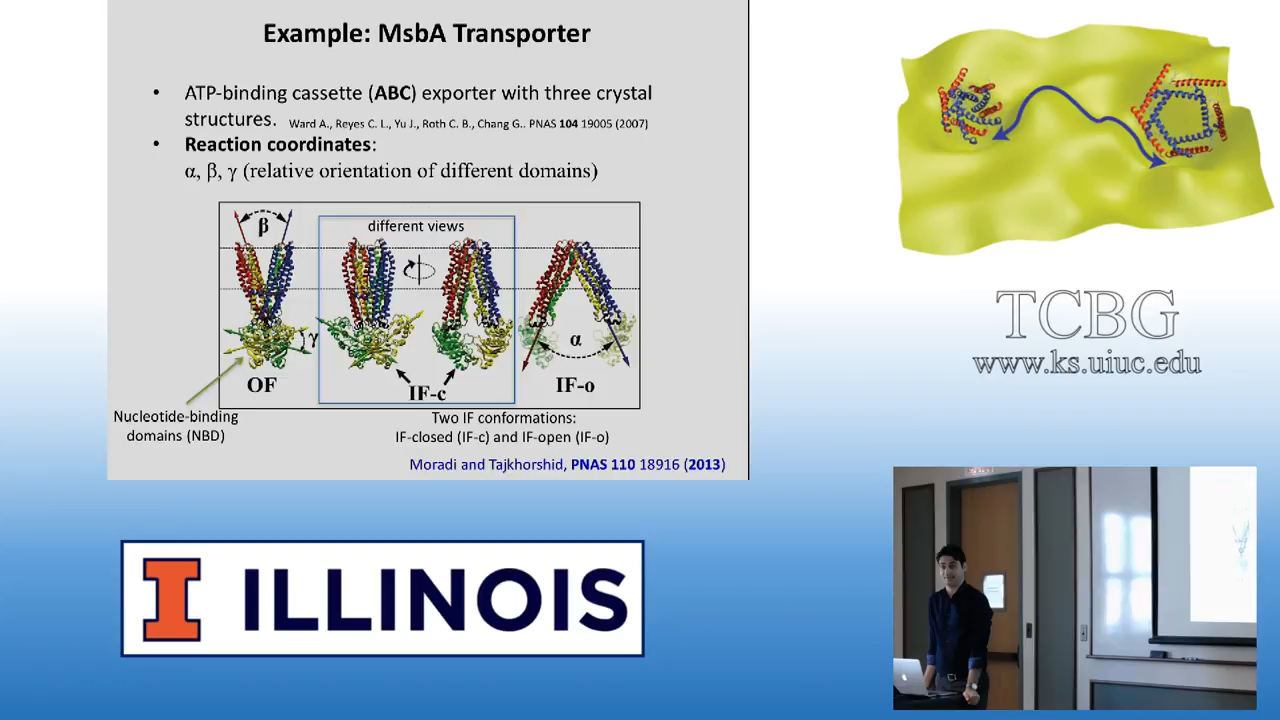 Example: MsbA Transporter
• ATP-binding cassette (ABC) exporter with three crystal
structures. Ward A., Reyes C. L., Yu J., Roth C. B., Chang G.. PNAS 104 19005 (2007)
• Reaction coordinates:
α, β, γ (relative orientation of different domains)
β
different views
γ
α
OF
IF-c
IF-o
Nucleotide-binding
domains (NBD)
Two IF conformations:
IF-closed (IF-c) and IF-open (IF-o)
Moradi and Tajkhorshid, PNAS 110 18916 (2013)
TCBG
www.ks.uiuc.edu
I ILLINOIS